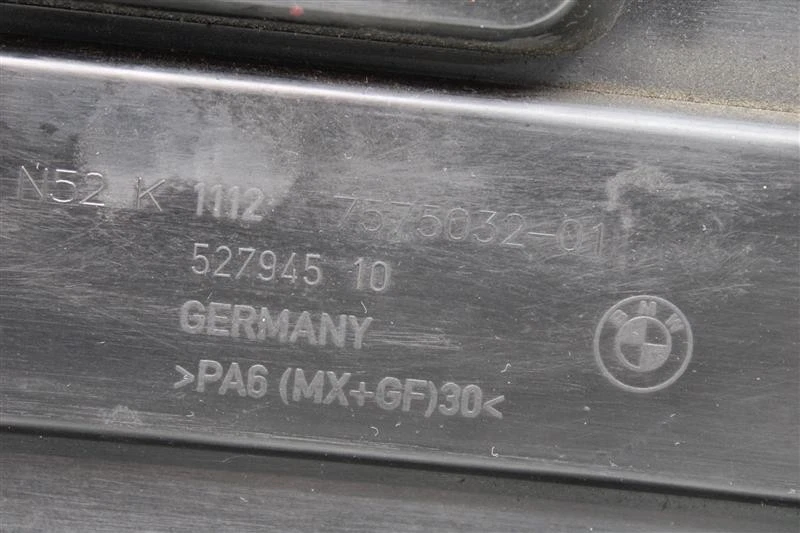 N52 K 1112 7575032-01
527945 10
GERMANY
>PA6 (MX+GF)30<
BMW